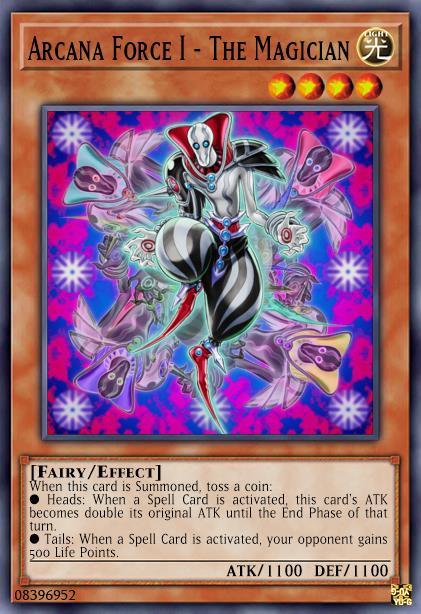 Arcana Force I - The Magician
LIGHT
光
[Fairy/Effect]
When this card is Summoned, toss a coin:
● Heads: When a Spell Card is activated, this card's ATK
becomes double its original ATK until the End Phase of that
turn.
● Tails: When a Spell Card is activated, your opponent gains
500 Life Points.
ATK/1100 DEF/1100
08396952